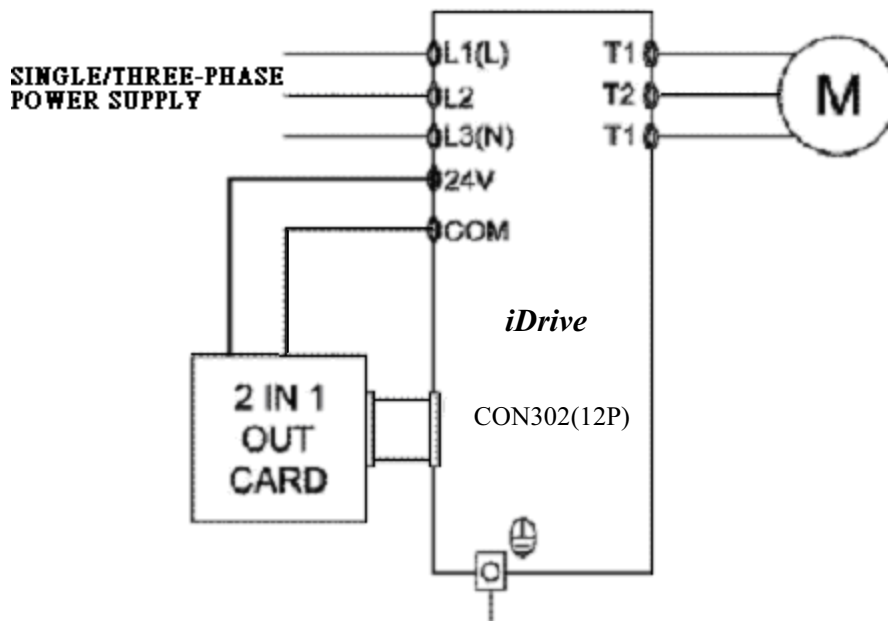 SINGLE/THREE-PHASE
POWER SUPPLY
L1(L)
L2
L3(N)
24V
COM
T1
T2
T1
M
iDrive
CON302(12P)
2 IN 1
OUT
CARD